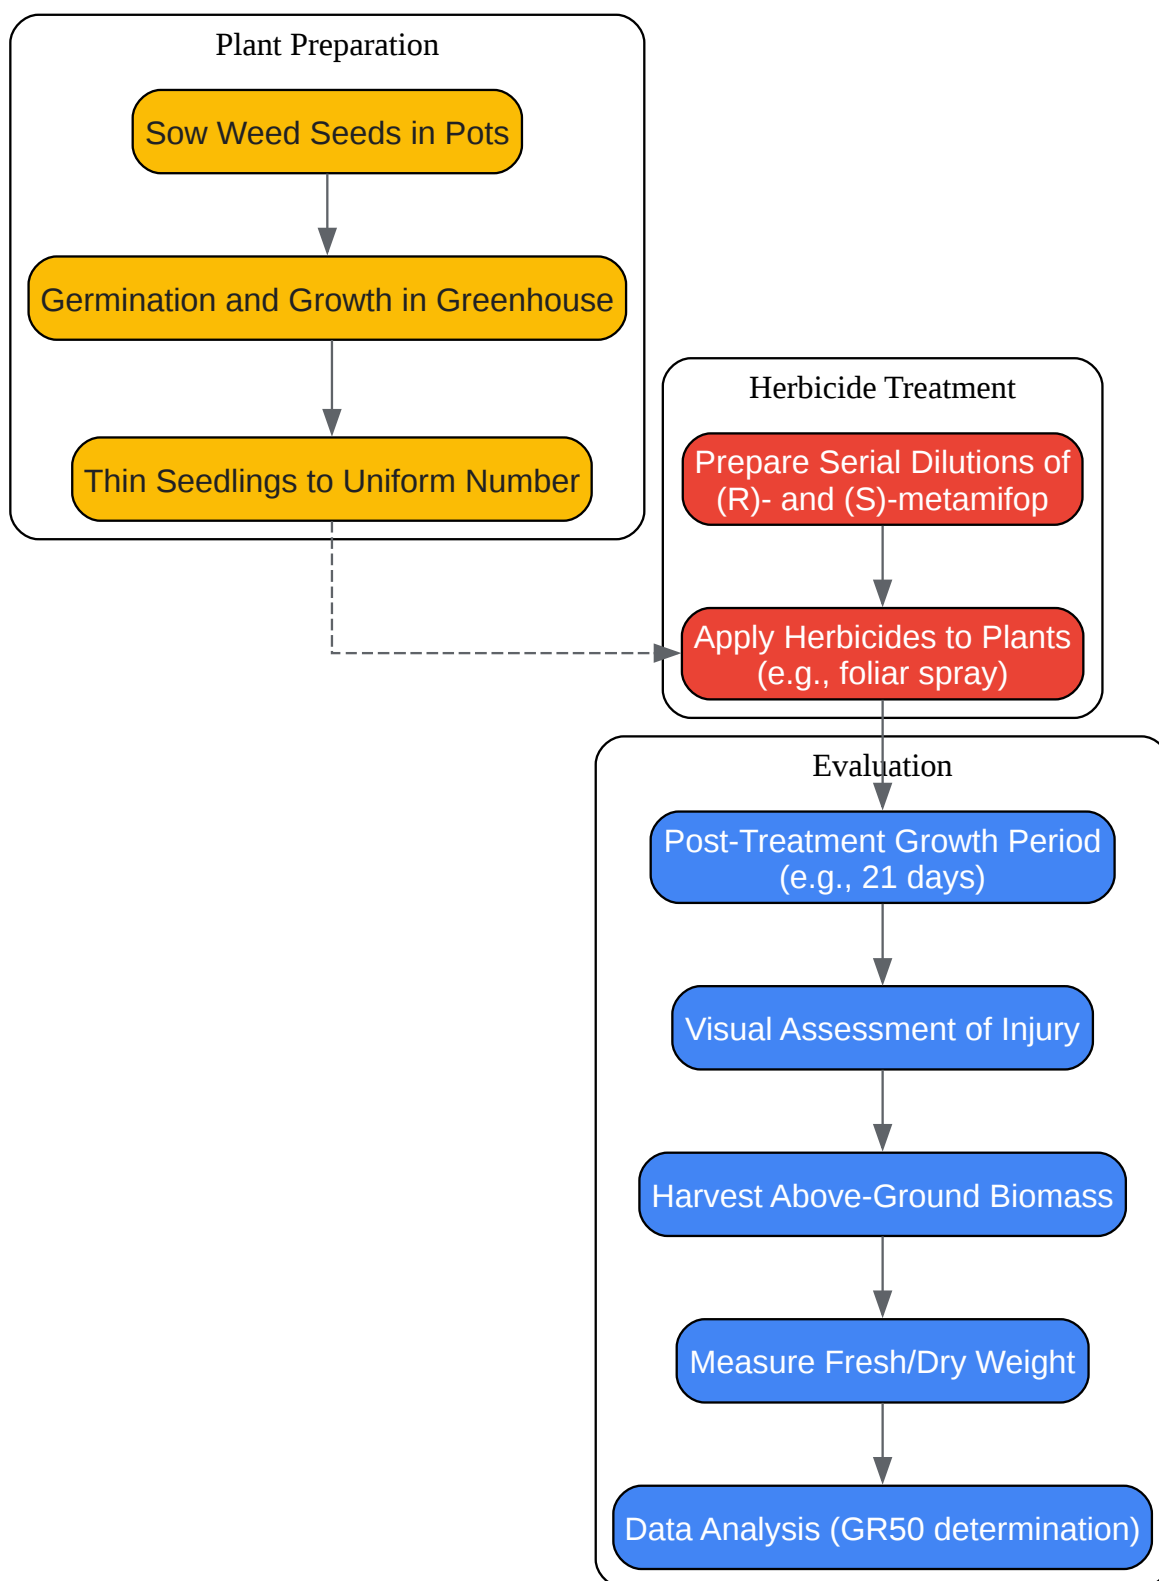 Plant Preparation
Sow Weed Seeds in Pots
Germination and Growth in Greenhouse
Thin Seedlings to Uniform Number
Herbicide Treatment
Prepare Serial Dilutions of
(R)- and (S)-metamifop
Apply Herbicides to Plants
(e.g., foliar spray)
Evaluation
Post-Treatment Growth Period
(e.g., 21 days)
Visual Assessment of Injury
Harvest Above-Ground Biomass
Measure Fresh/Dry Weight
Data Analysis (GR50 determination)